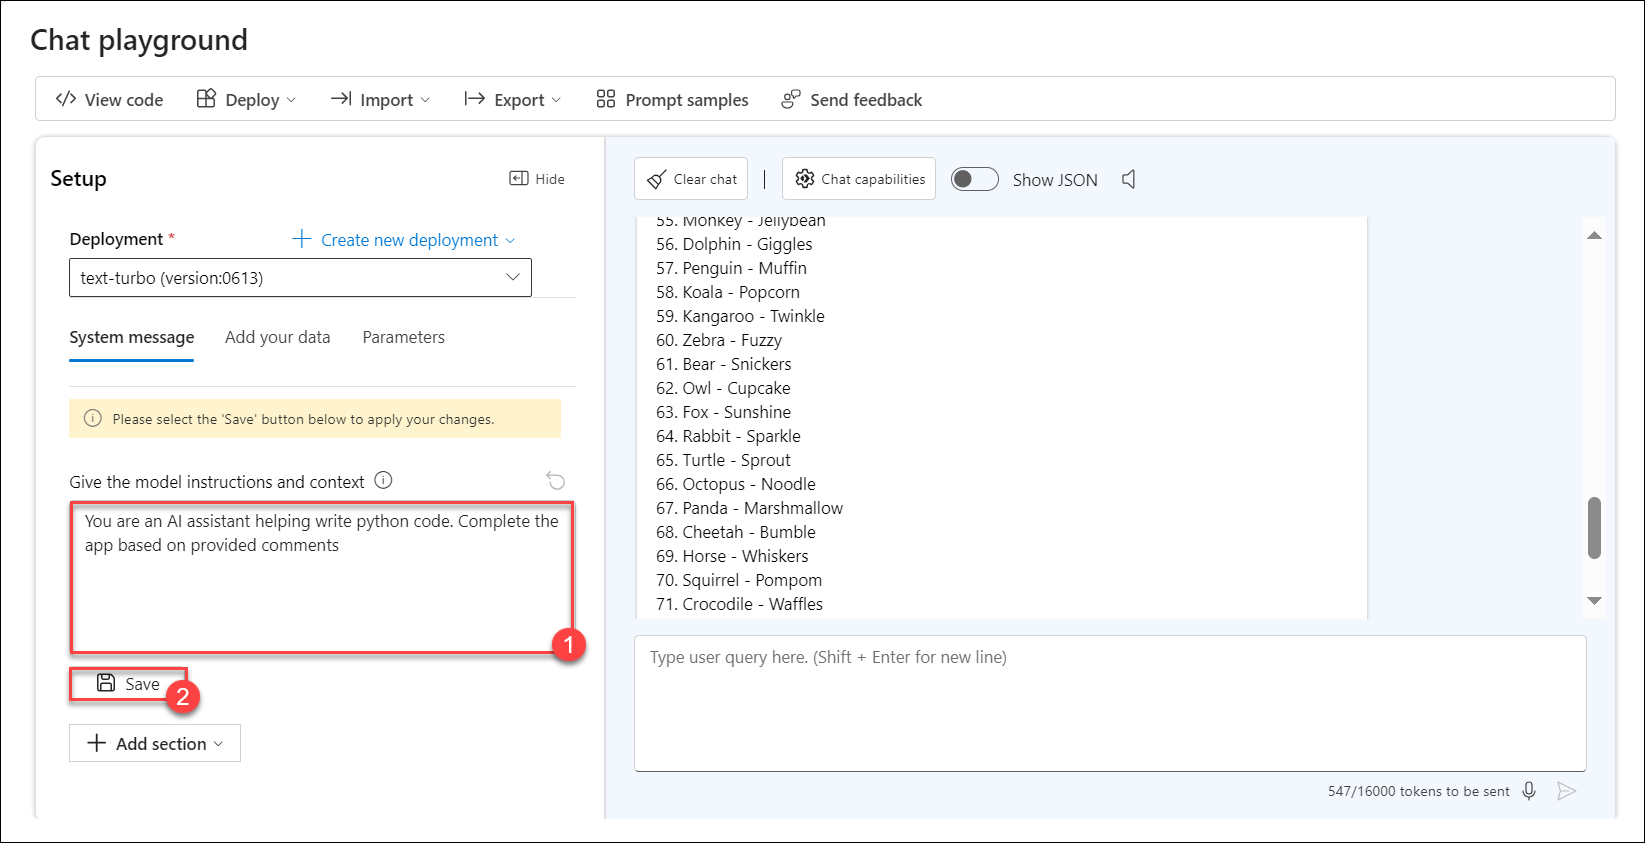 Chat playground
View code
Deploy
Import
Export
Prompt samples
Send feedback
Setup
Hide
Deployment *
Create new deployment
text-turbo (version:0613)
System message
Add your data
Parameters
Please select the 'Save' button below to apply your changes.
Give the model instructions and context
You are an AI assistant helping write python code. Complete the
app based on provided comments
1
Save
2
Add section
Clear chat
Chat capabilities
Show JSON
55. Monkey - Jellybean
56. Dolphin - Giggles
57. Penguin - Muffin
58. Koala - Popcorn
59. Kangaroo - Twinkle
60. Zebra - Fuzzy
61. Bear - Snickers
62. Owl - Cupcake
63. Fox - Sunshine
64. Rabbit - Sparkle
65. Turtle - Sprout
66. Octopus - Noodle
67. Panda - Marshmallow
68. Cheetah - Bumble
69. Horse - Whiskers
70. Squirrel - Pompom
71. Crocodile - Waffles
Type user query here. (Shift + Enter for new line)
547/16000 tokens to be sent